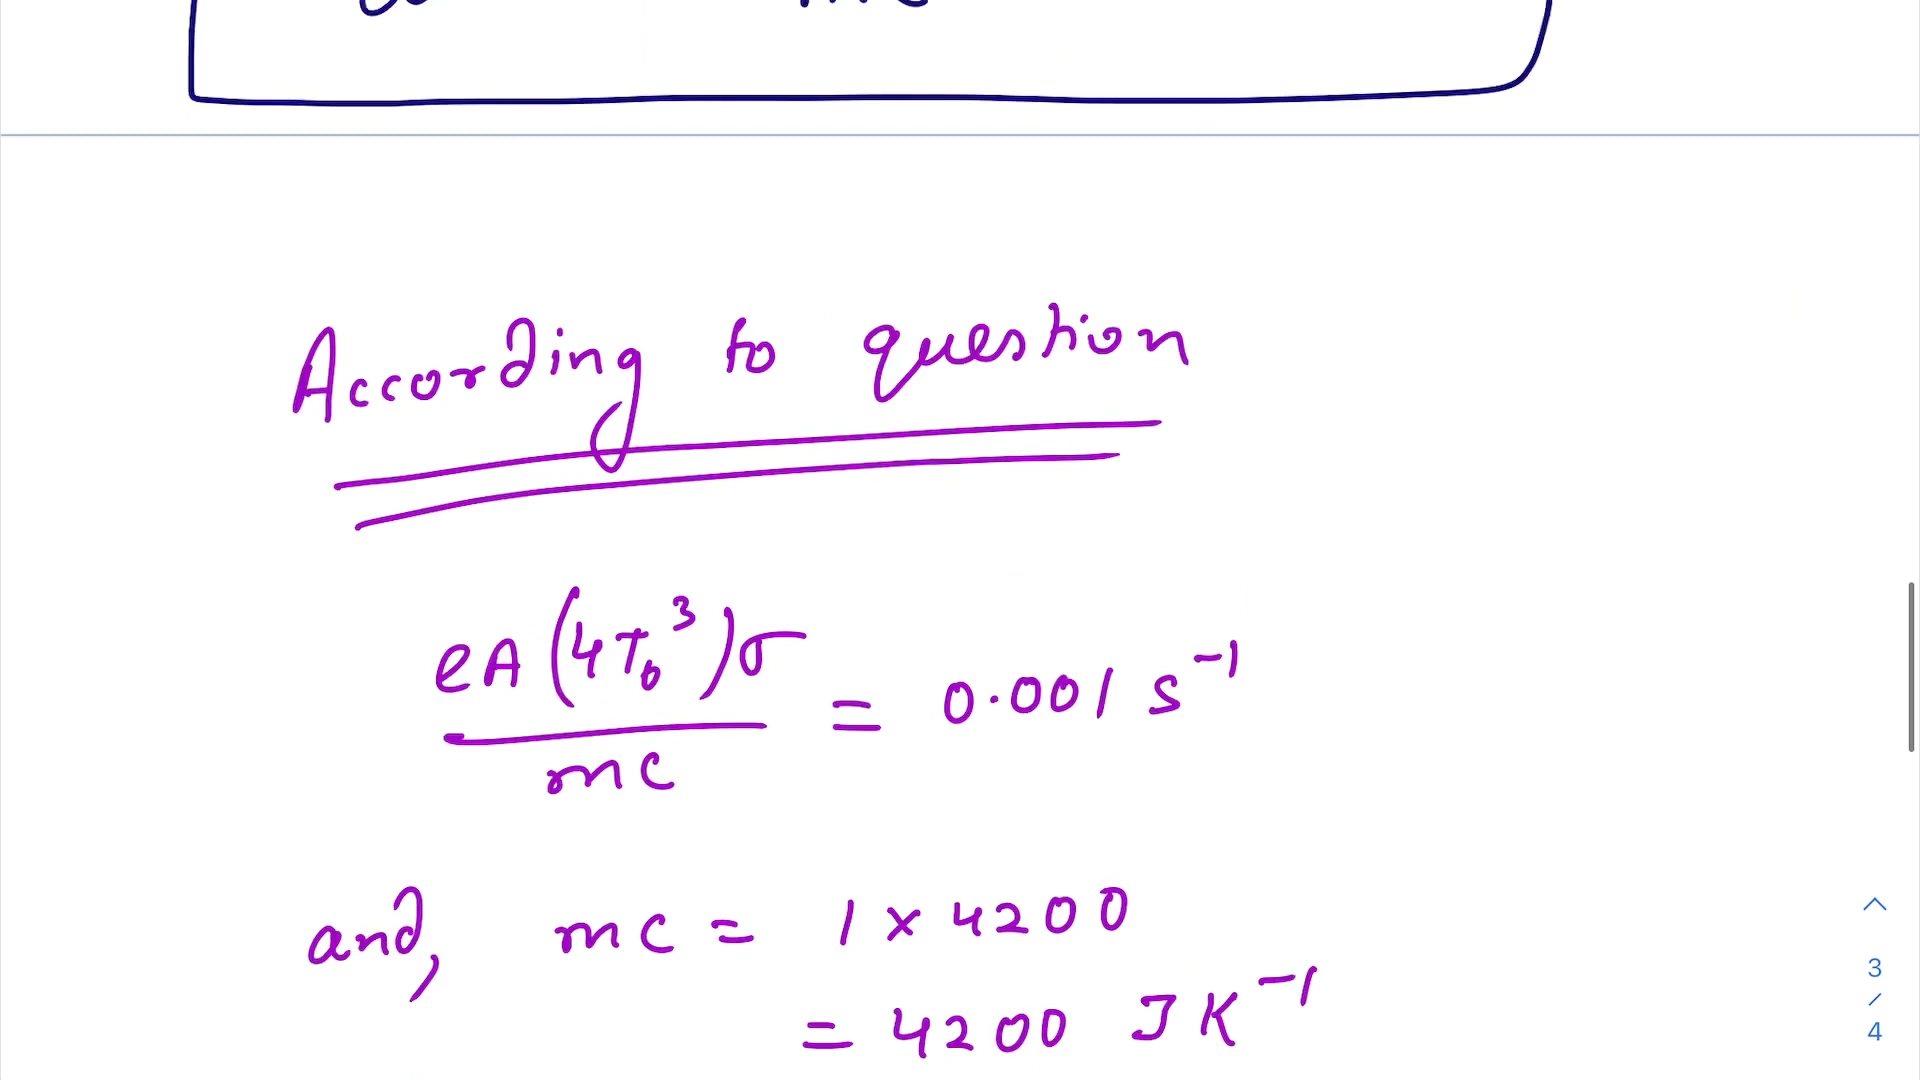 According to question
eA(4T₀³)σ
mc
= 0.001 s⁻¹
and, mc = 1 × 4200
= 4200 JK⁻¹
3
/
4